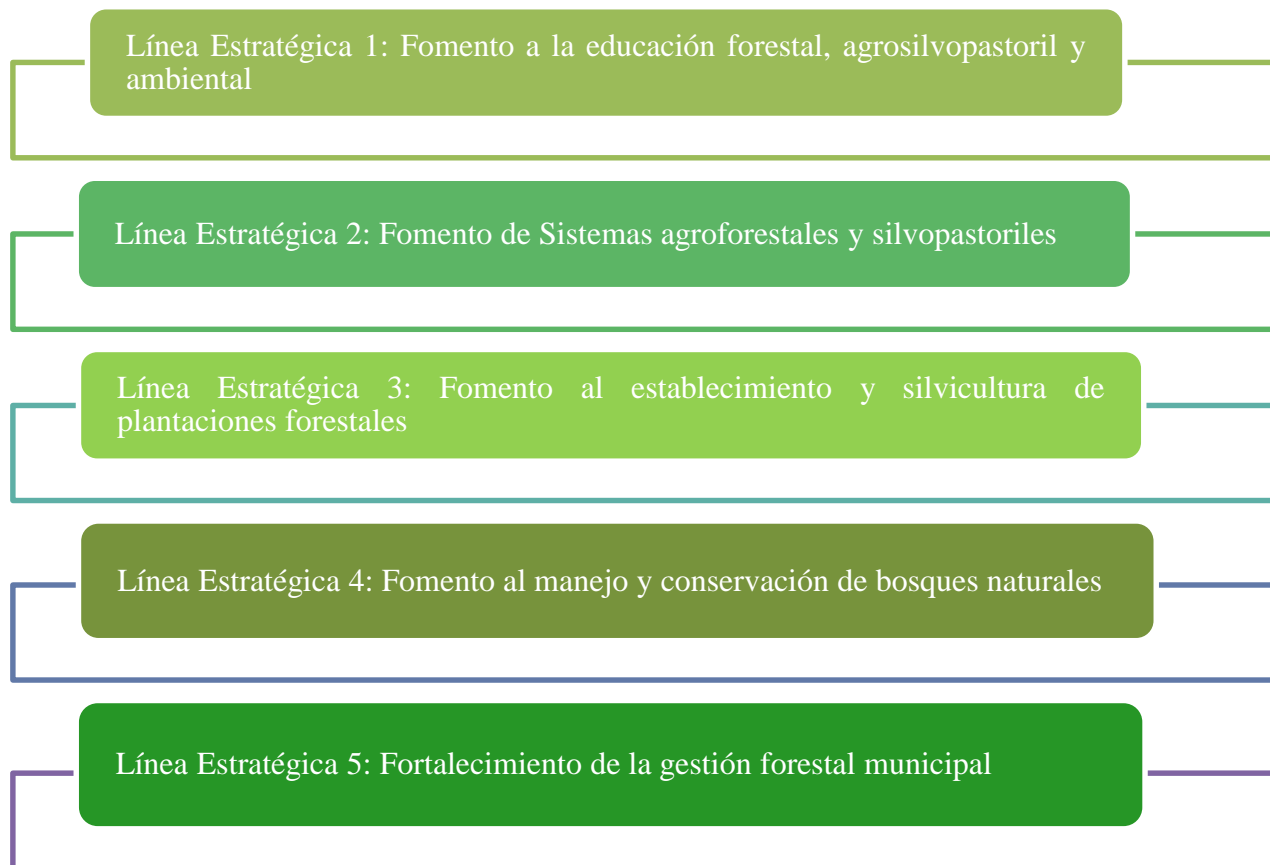 Línea Estratégica 1: Fomento a la educación forestal, agrosilvopastoril y
ambiental
Línea Estratégica 2: Fomento de Sistemas agroforestales y silvopastoriles
Línea Estratégica 3: Fomento al establecimiento y silvicultura de
plantaciones forestales
Línea Estratégica 4: Fomento al manejo y conservación de bosques naturales
Línea Estratégica 5: Fortalecimiento de la gestión forestal municipal